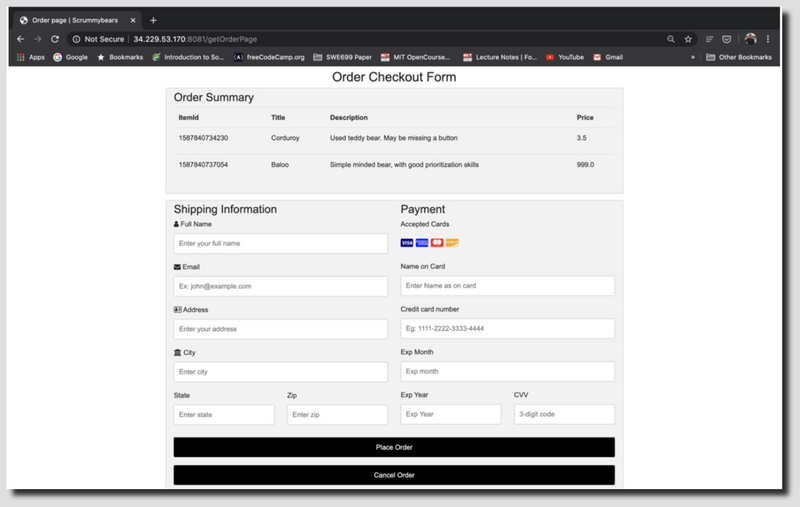 Order page | Scrummybears
Not Secure | 34.229.53.170:8081/getOrderPage
Apps Google Bookmarks Introduction to So... freeCodeCamp.org SWE699 Paper MIT OpenCourse... Lecture Notes | Fo... YouTube Gmail » Other Bookmarks
Order Checkout Form
Order Summary
ItemId Title Description Price
1587840734230 Corduroy Used teddy bear. May be missing a button 3.5
1587840737054 Baloo Simple minded bear, with good prioritization skills 999.0
Shipping Information Payment
Full Name Accepted Cards
Enter your full name VISA
Email Name on Card
Ex: john@example.com Enter Name as on card
Address Credit card number
Enter your address Eg: 1111-2222-3333-4444
City Exp Month
Enter city Exp month
State Zip Exp Year CVV
Enter state Enter zip Exp Year 3-digit code
Place Order
Cancel Order